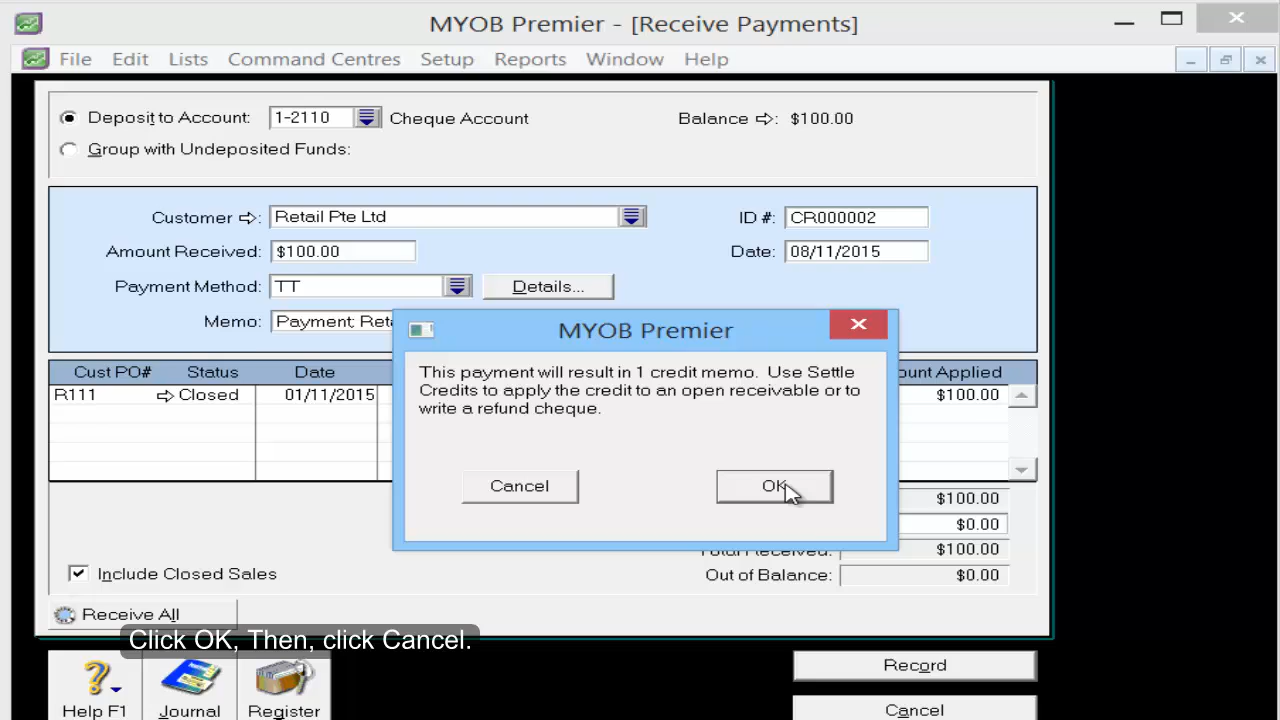 MYOB Premier - [Receive Payments]
File Edit Lists Command Centres Setup Reports Window Help
Deposit to Account: 1-2110 Cheque Account Balance $100.00
Group with Undeposited Funds:
Customer : Retail Pte Ltd ID #: CR000002
Amount Received: $100.00 Date: 08/11/2015
Payment Method: TT Details...
Memo: Payment; Reta
MYOB Premier
This payment will result in 1 credit memo. Use Settle
Credits to apply the credit to an open receivable or to
write a refund cheque.
Cancel OK
Cust PO# Status Date ount Applied
R111 Closed 01/11/2015 $100.00
$100.00
$0.00
Total Received: $100.00
Include Closed Sales Out of Balance: $0.00
Receive All
Click OK, Then, click Cancel.
Help F1 Journal Register
Record
Cancel